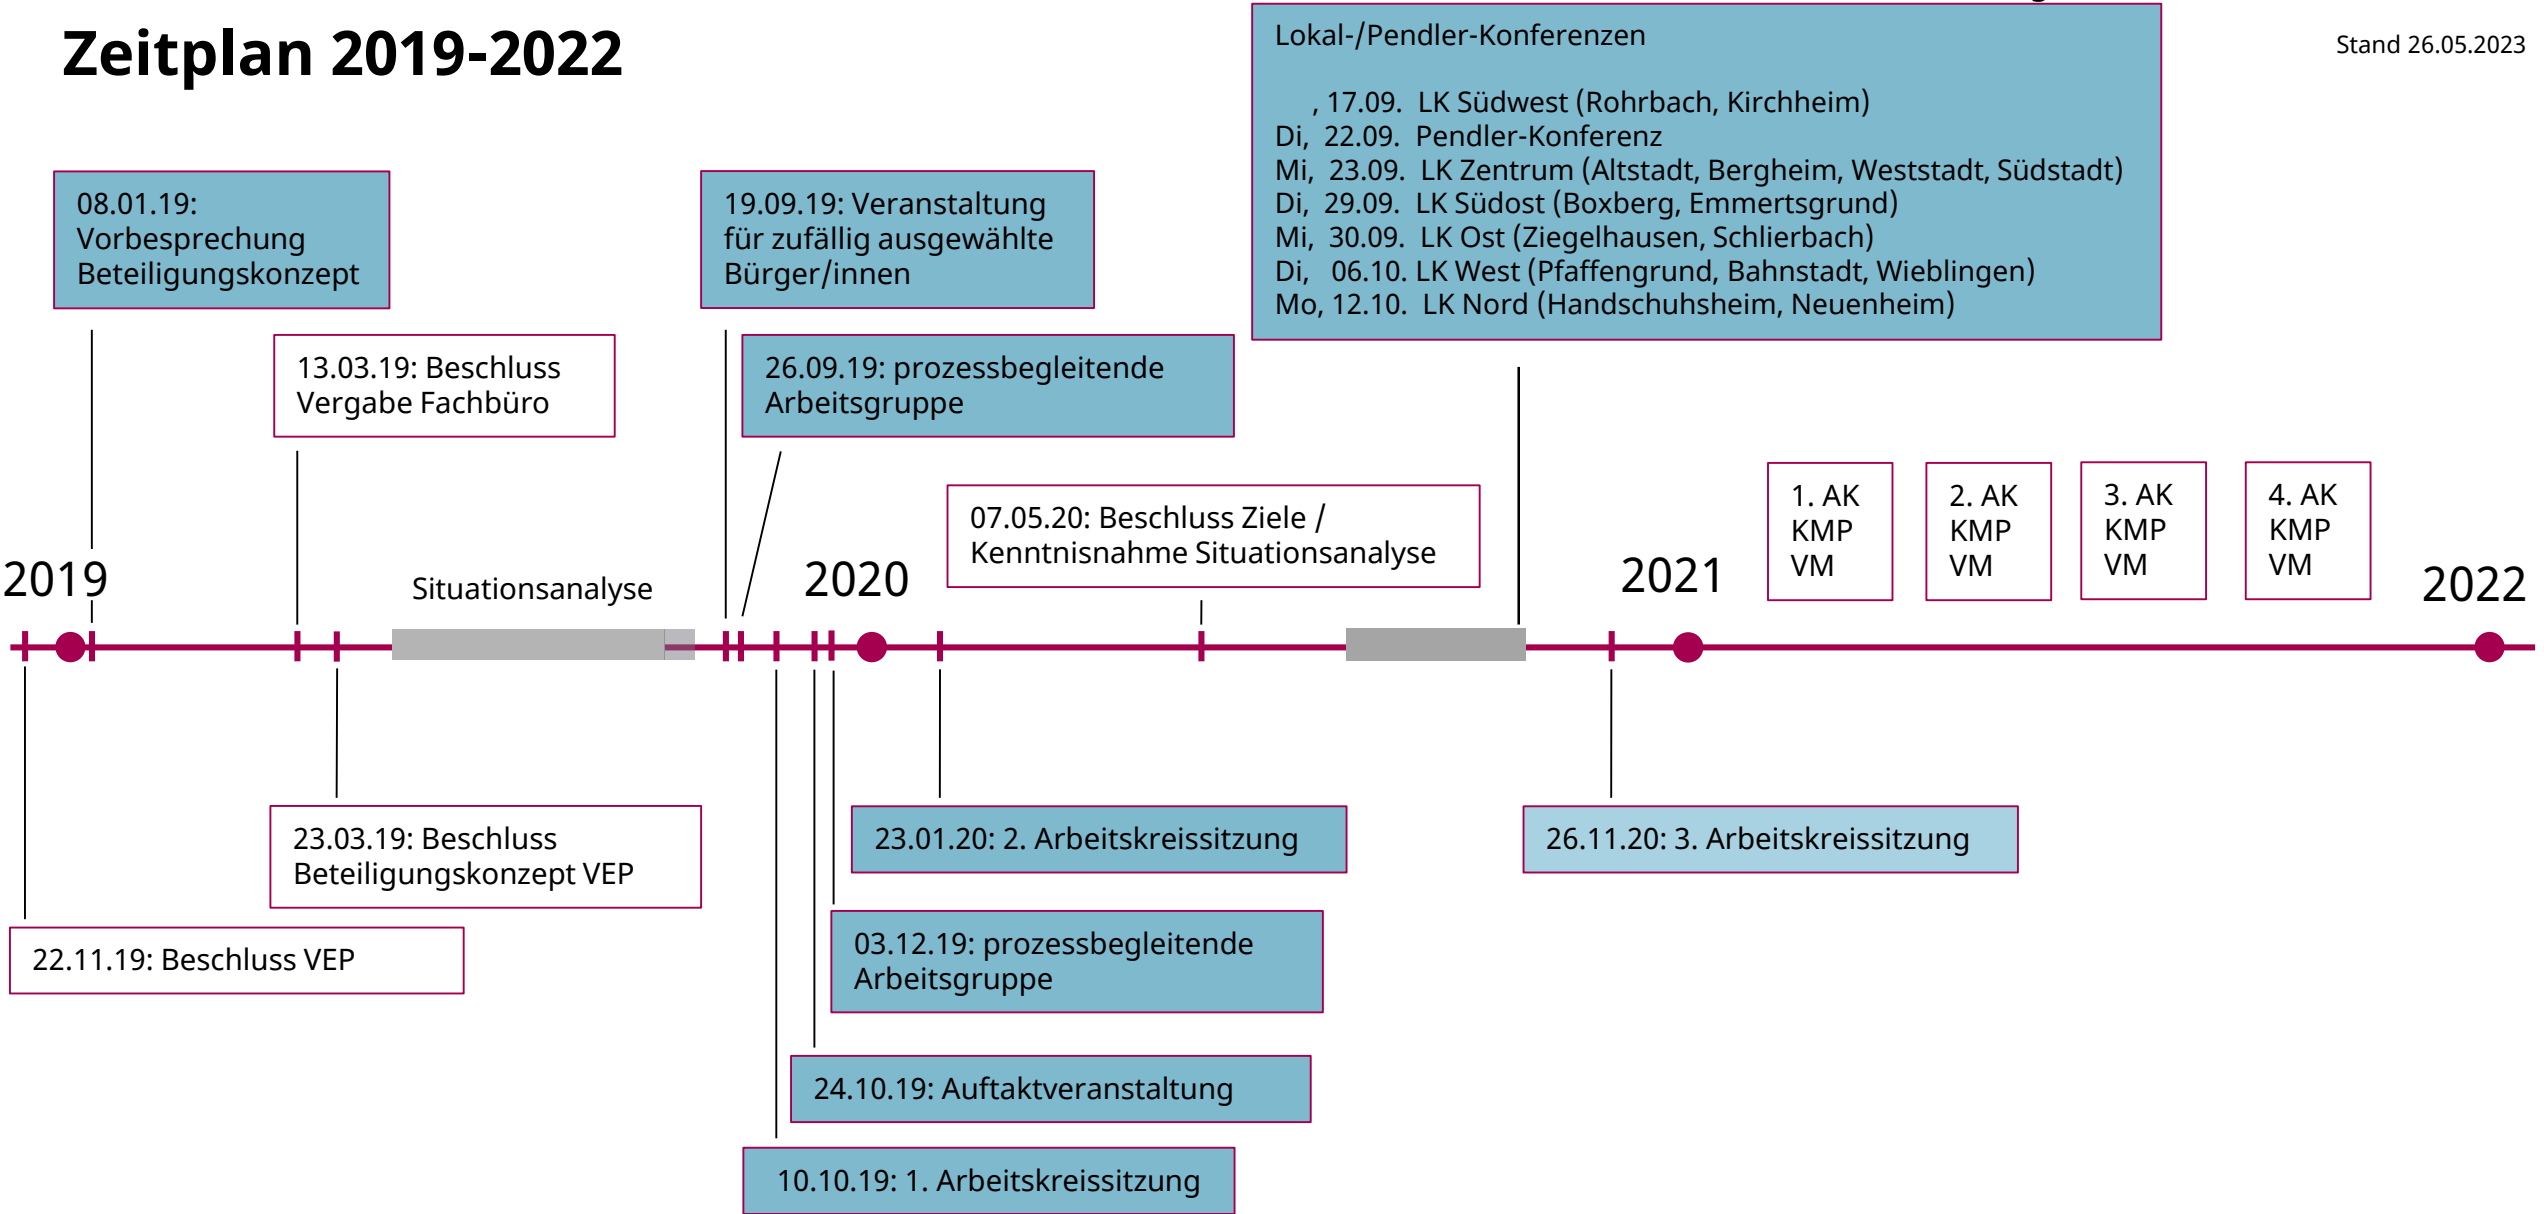 Zeitplan 2019-2022
Stand 26.05.2023
Lokal-/Pendler-Konferenzen
, 17.09. LK Südwest (Rohrbach, Kirchheim)
Di, 22.09. Pendler-Konferenz
Mi, 23.09. LK Zentrum (Altstadt, Bergheim, Weststadt, Südstadt)
Di, 29.09. LK Südost (Boxberg, Emmertsgrund)
Mi, 30.09. LK Ost (Ziegelhausen, Schlierbach)
Di, 06.10. LK West (Pfaffengrund, Bahnstadt, Wieblingen)
Mo, 12.10. LK Nord (Handschuhsheim, Neuenheim)
08.01.19:
Vorbesprechung
Beteiligungskonzept
19.09.19: Veranstaltung
für zufällig ausgewählte
Bürger/innen
13.03.19: Beschluss
Vergabe Fachbüro
26.09.19: prozessbegleitende
Arbeitsgruppe
07.05.20: Beschluss Ziele /
Kenntnisnahme Situationsanalyse
1. AK
KMP
VM
2. AK
KMP
VM
3. AK
KMP
VM
4. AK
KMP
VM
2019
Situationsanalyse
2020
2021
2022
23.03.19: Beschluss
Beteiligungskonzept VEP
23.01.20: 2. Arbeitskreissitzung
26.11.20: 3. Arbeitskreissitzung
22.11.19: Beschluss VEP
03.12.19: prozessbegleitende
Arbeitsgruppe
24.10.19: Auftaktveranstaltung
10.10.19: 1. Arbeitskreissitzung